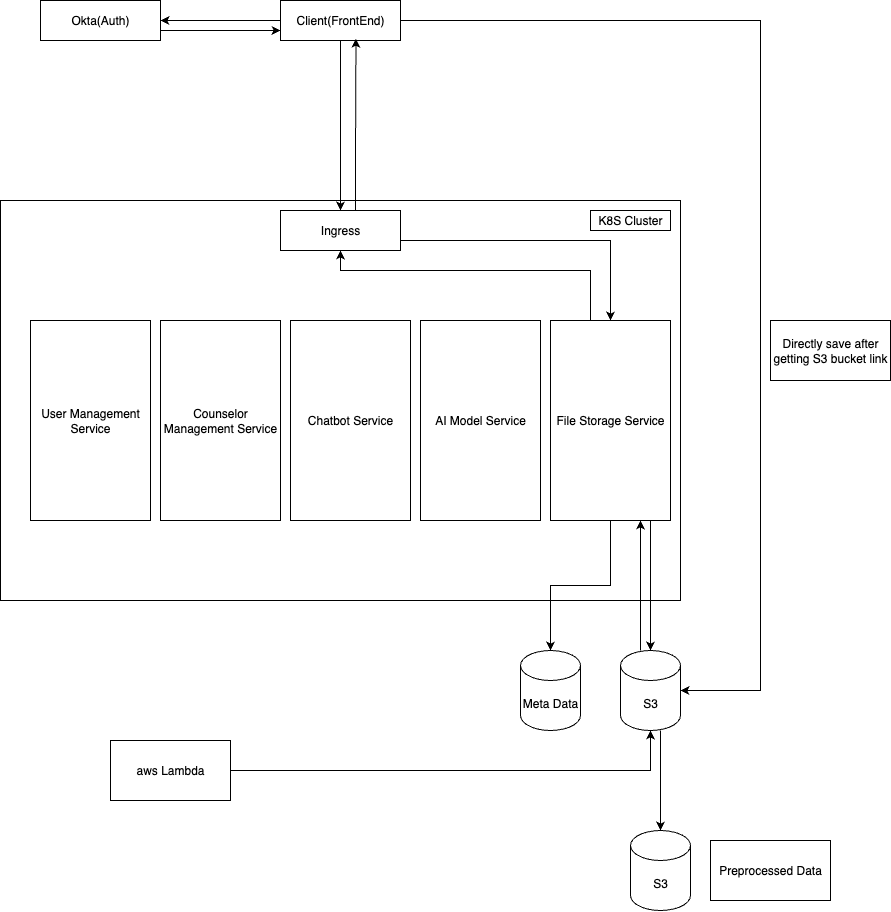 Okta(Auth)
Client(FrontEnd)
Ingress
K8S Cluster
Directly save after
getting S3 bucket link
User Management
Service
Counselor
Management Service
Chatbot Service
AI Model Service
File Storage Service
Meta Data
S3
aws Lambda
S3
Preprocessed Data